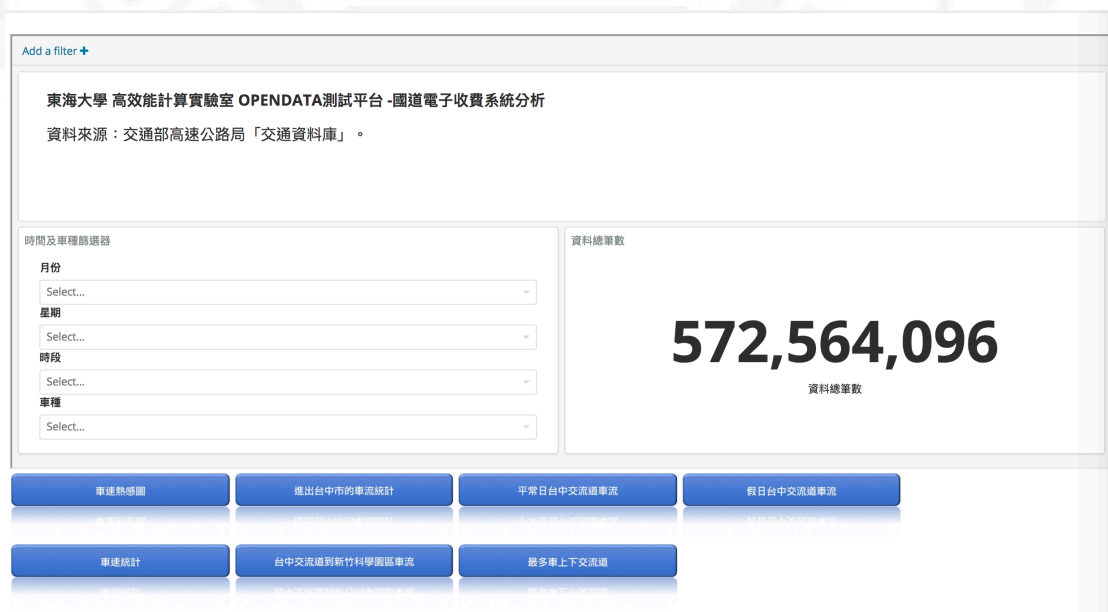 Add a filter +
東海大學 高效能計算實驗室 OPENDATA測試平台 -國道電子收費系統分析
資料來源：交通部高速公路局「交通資料庫」。
時間及車種篩選器
月份
Select...
星期
Select...
時段
Select...
車種
Select...
資料總筆數
572,564,096
資料總筆數
車速熱感圖
進出台中市的車流統計
平常日台中交流道車流
假日台中交流道車流
車速統計
台中交流道到新竹科學園區車流
最多車上下交流道